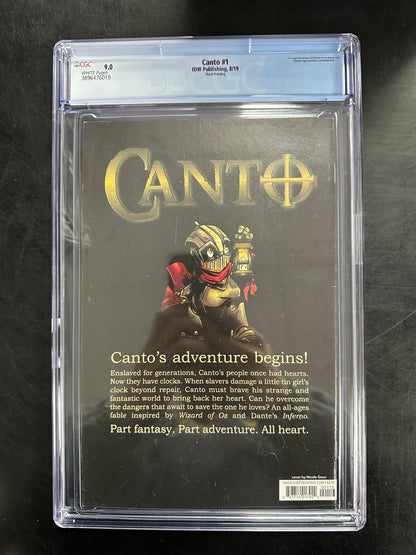 CGC
9.0
WHITE Pages
3896476019
Canto #1
IDW Publishing, 8/19
Third Printing
CANTO
Canto's adventure begins!
Enslaved for generations, Canto's people once had hearts.
Now they have clocks. When slavers damage a little tin girl's
clock beyond repair, Canto must brave his strange and
fantastic world to bring back her heart. Can he overcome
the dangers that await to save the one he loves? An all-ages
fable inspired by Wizard of Oz and Dante's Inferno.
Part fantasy. Part adventure. All heart.